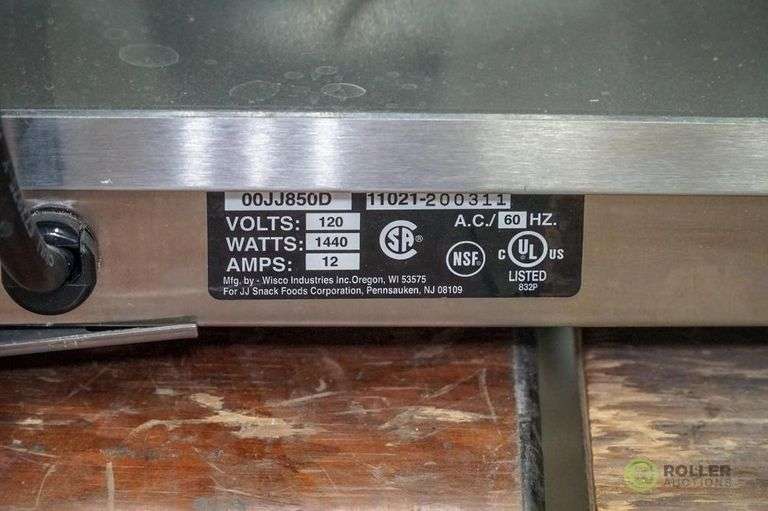 00JJ850D 11021-200311
VOLTS: 120 A.C./ 60 HZ.
WATTS: 1440
AMPS: 12
SA®
NSF®
C UL® US
LISTED
832P
Mfg. by - Wisco Industries Inc.Oregon, WI 53575
For JJ Snack Foods Corporation, Pennsauken, NJ 08109
ROLLER
AUCTIONS